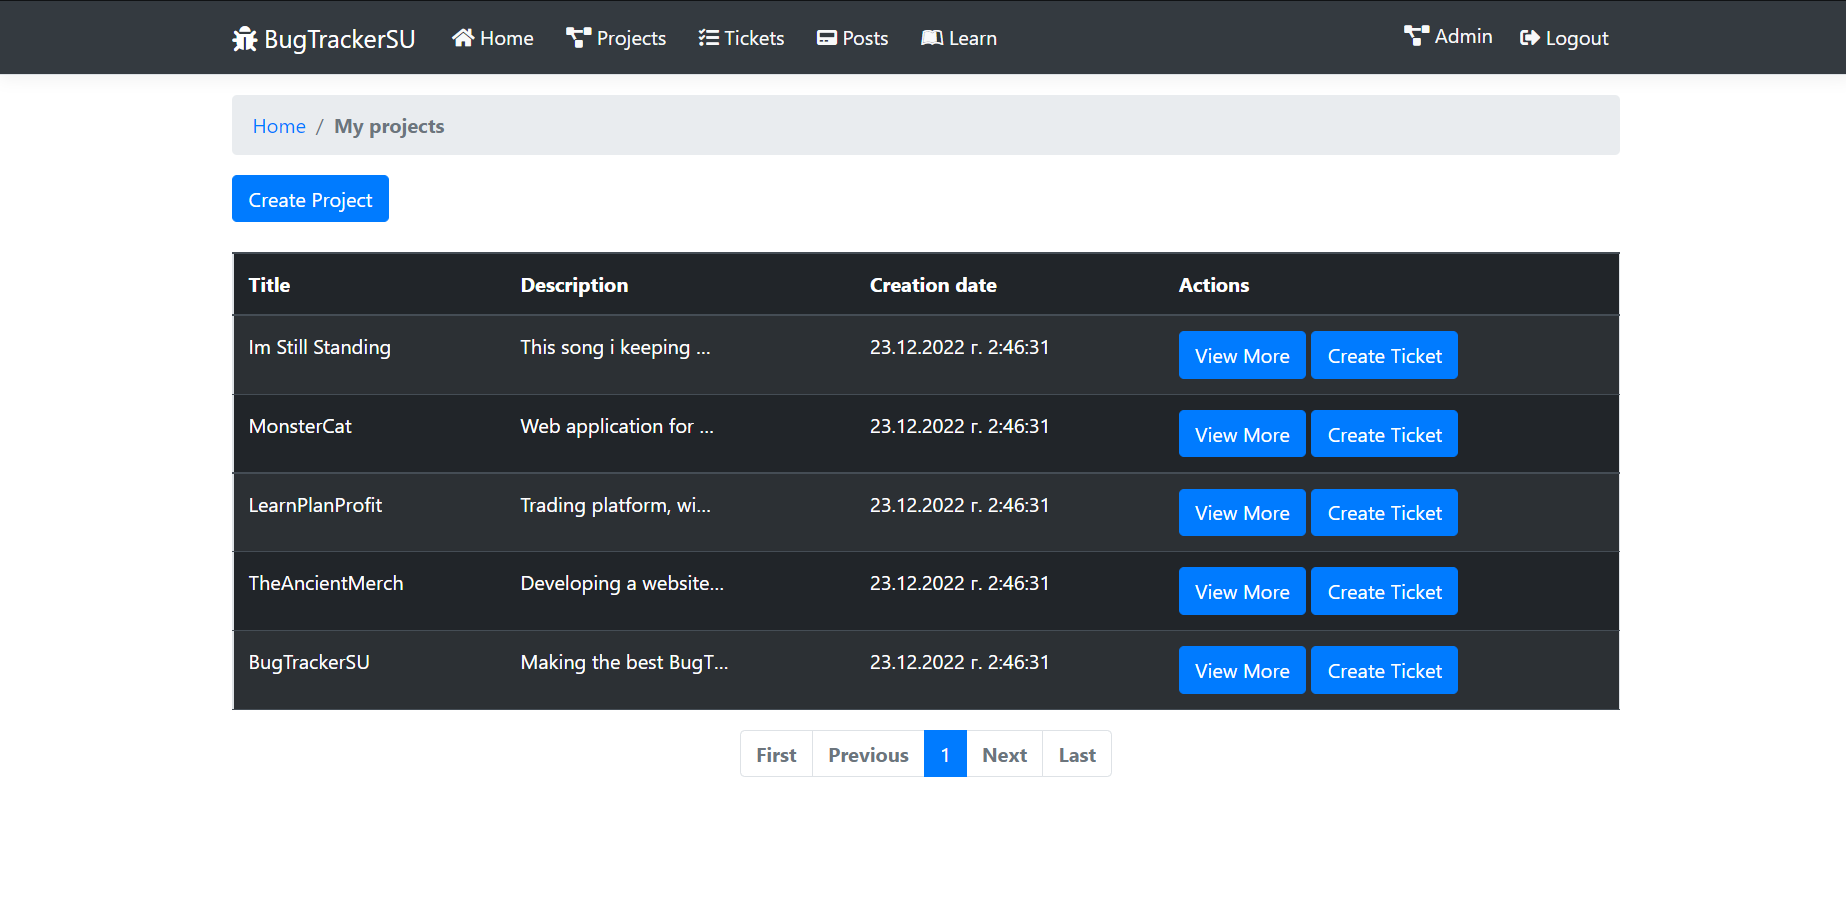 BugTrackerSU Home Projects Tickets Posts Learn Admin Logout
Home / My projects
Create Project
Title Description Creation date Actions
Im Still Standing This song i keeping ... 23.12.2022 г. 2:46:31 View More Create Ticket
MonsterCat Web application for ... 23.12.2022 г. 2:46:31 View More Create Ticket
LearnPlanProfit Trading platform, wi... 23.12.2022 г. 2:46:31 View More Create Ticket
TheAncientMerch Developing a website... 23.12.2022 г. 2:46:31 View More Create Ticket
BugTrackerSU Making the best BugT... 23.12.2022 г. 2:46:31 View More Create Ticket
First Previous 1 Next Last